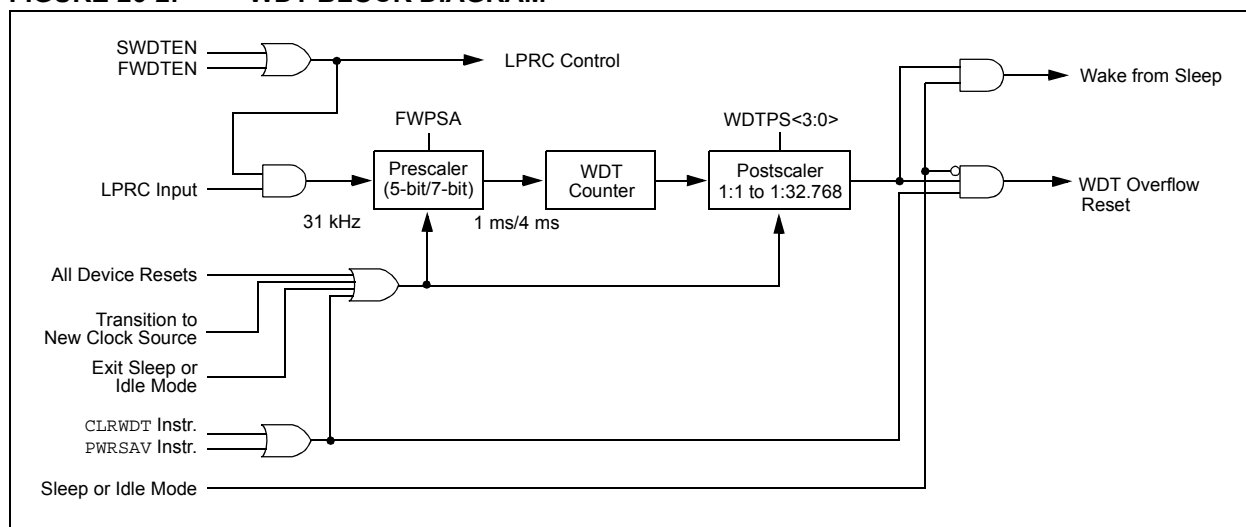 SWDTEN
FWDTEN
LPRC Control
Wake from Sleep
FWPSA
WDTPS<3:0>
Prescaler
(5-bit/7-bit)
WDT
Counter
Postscaler
1:1 to 1:32.768
LPRC Input
WDT Overflow
Reset
31 kHz
1 ms/4 ms
All Device Resets
Transition to
New Clock Source
Exit Sleep or
Idle Mode
CLRWDT Instr.
PWRSAV Instr.
Sleep or Idle Mode